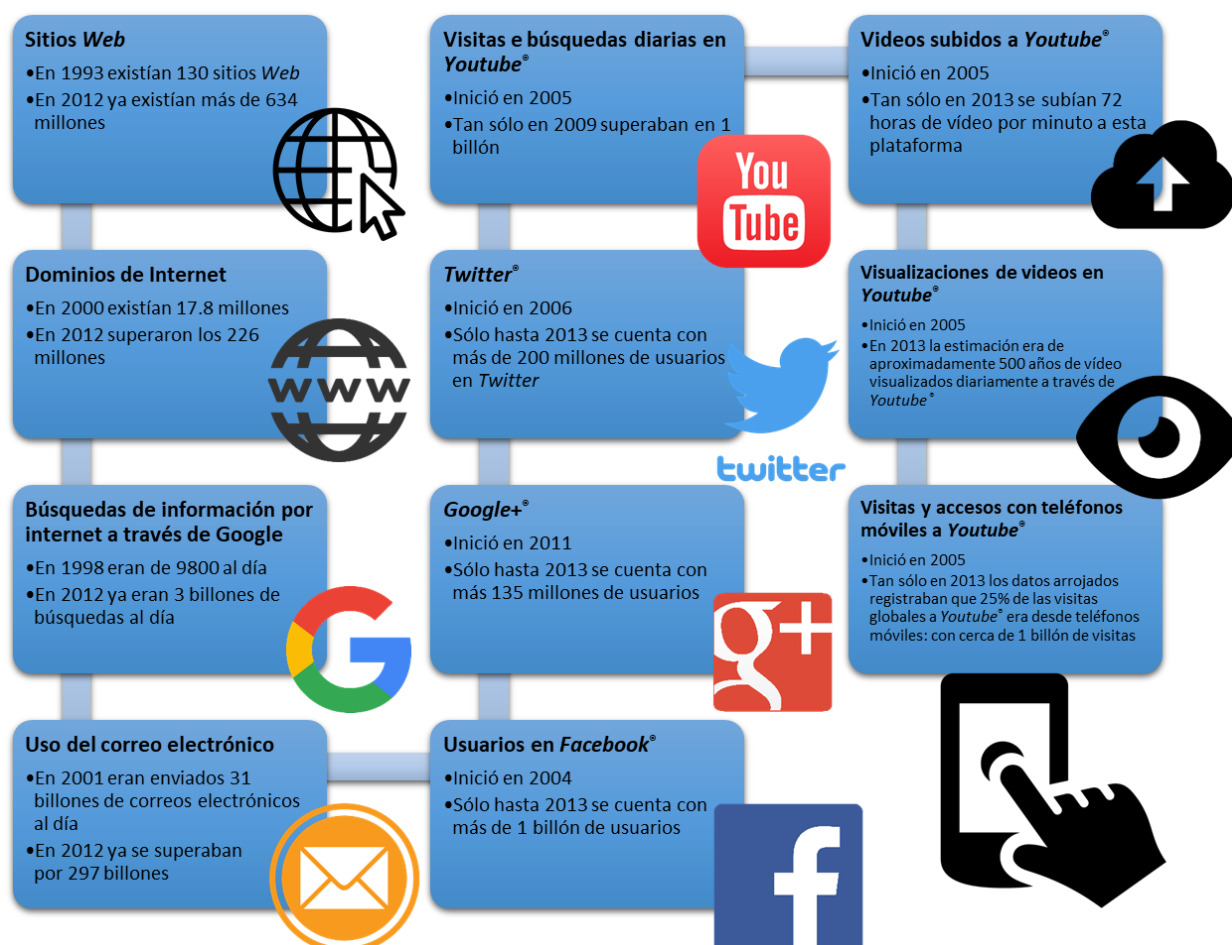 Sitios Web
•En 1993 existían 130 sitios Web
•En 2012 ya existían más de 634
millones
Dominios de Internet
•En 2000 existían 17.8 millones
•En 2012 superaron los 226
millones
www
Búsquedas de información por
internet a través de Google
•En 1998 eran de 9800 al día
•En 2012 ya eran 3 billones de
búsquedas al día
G
Uso del correo electrónico
•En 2001 eran enviados 31
billones de correos electrónicos
al día
•En 2012 ya se superaban
por 297 billones
Usuarios en Facebook®
•Inició en 2004
•Sólo hasta 2013 se cuenta con
más de 1 billón de usuarios
f
Google+®
•Inició en 2011
•Sólo hasta 2013 se cuenta con
más 135 millones de usuarios
g+
Twitter®
•Inició en 2006
•Sólo hasta 2013 se cuenta con
más de 200 millones de usuarios
en Twitter
twitter
Visitas e búsquedas diarias en
Youtube®
•Inició en 2005
•Tan sólo en 2009 superaban en 1
billón
You
Tube
Videos subidos a Youtube®
•Inició en 2005
•Tan sólo en 2013 se subían 72
horas de vídeo por minuto a esta
plataforma
Visualizaciones de videos en
Youtube®
•Inició en 2005
•En 2013 la estimación era de
aproximadamente 500 años de vídeo
visualizados diariamente a través de
Youtube®
Visitas y accesos con teléfonos
móviles a Youtube®
•Inició en 2005
•Tan sólo en 2013 los datos arrojados
registraban que 25% de las visitas
globales a Youtube® era desde teléfonos
móviles: con cerca de 1 billón de visitas